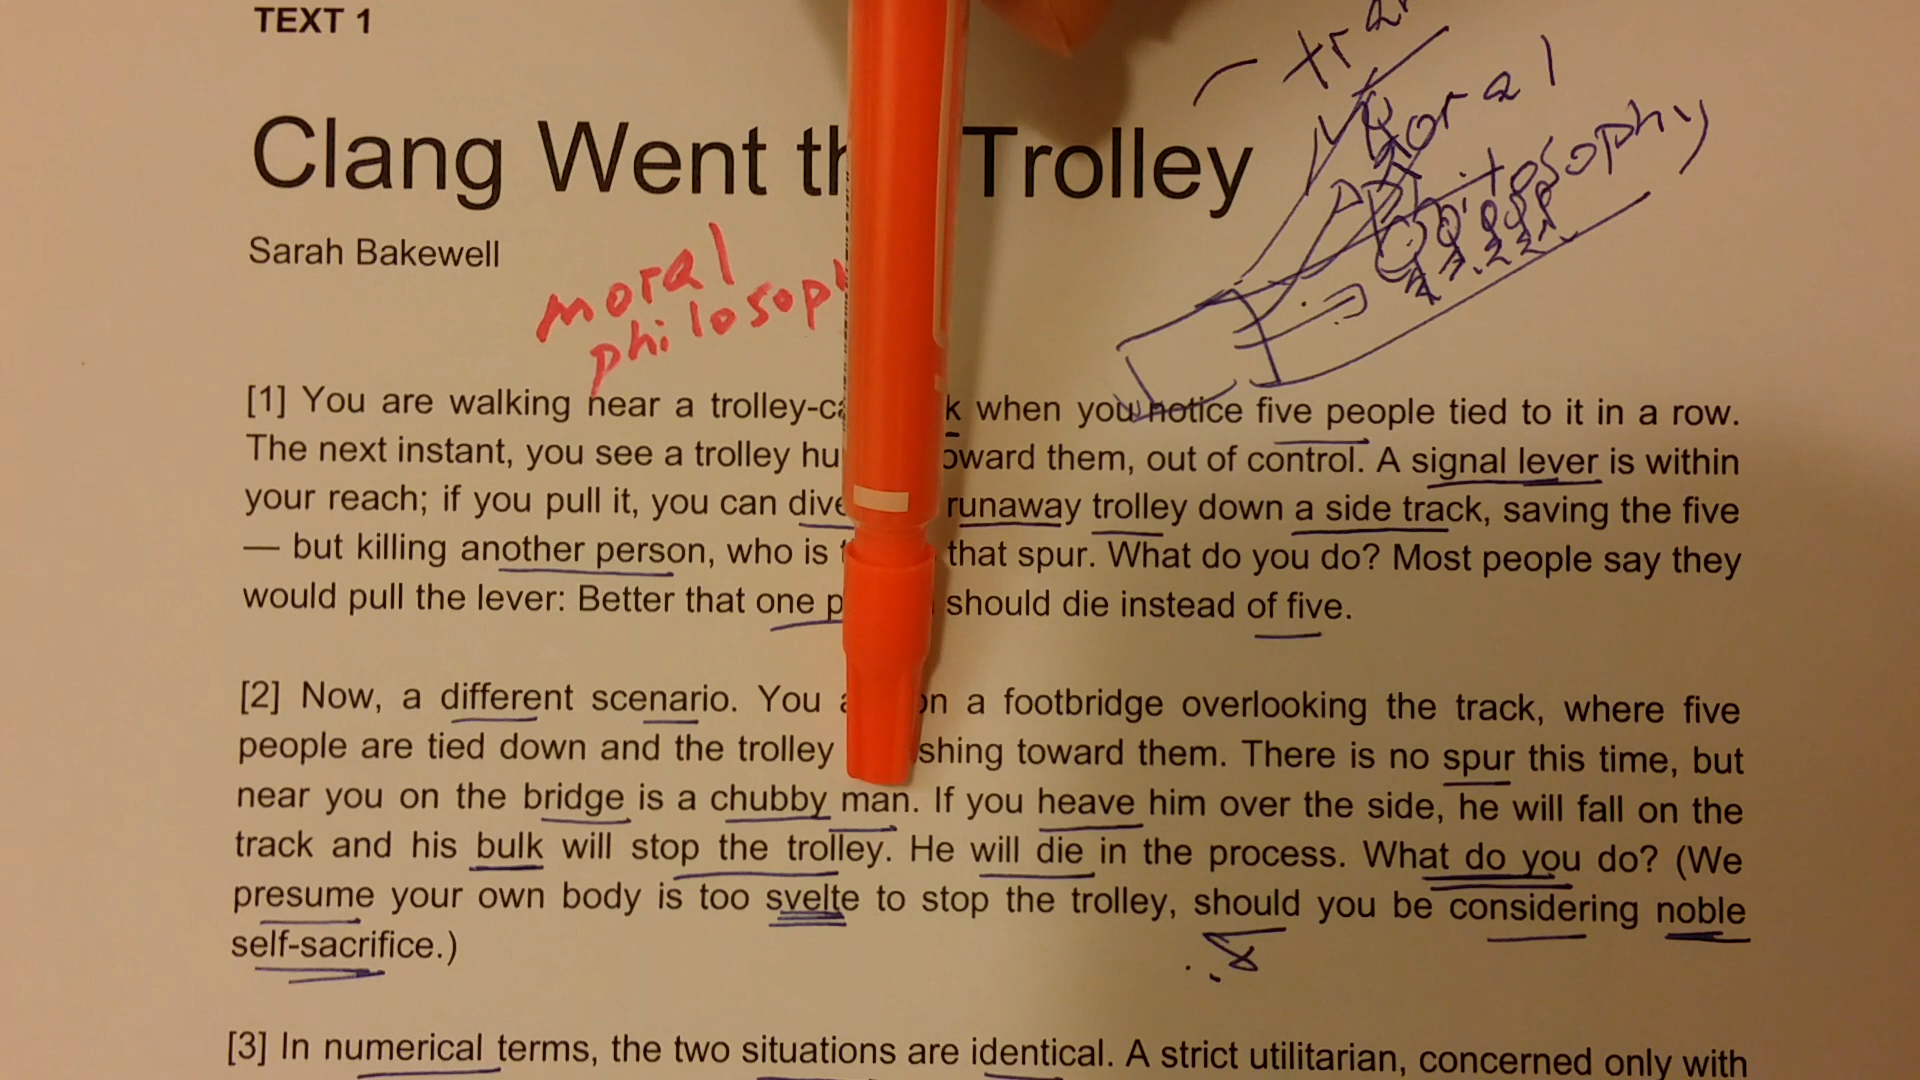 TEXT 1
Clang Went th Trolley
Sarah Bakewell
moral
philosoph
moral
philosophy
[1] You are walking near a trolley-ca k when you notice five people tied to it in a row.
The next instant, you see a trolley hu oward them, out of control. A signal lever is within
your reach; if you pull it, you can dive runaway trolley down a side track, saving the five
— but killing another person, who is t that spur. What do you do? Most people say they
would pull the lever: Better that one p should die instead of five.
[2] Now, a different scenario. You a on a footbridge overlooking the track, where five
people are tied down and the trolley shing toward them. There is no spur this time, but
near you on the bridge is a chubby man. If you heave him over the side, he will fall on the
track and his bulk will stop the trolley. He will die in the process. What do you do? (We
presume your own body is too svelte to stop the trolley, should you be considering noble
self-sacrifice.)
[3] In numerical terms, the two situations are identical. A strict utilitarian, concerned only with